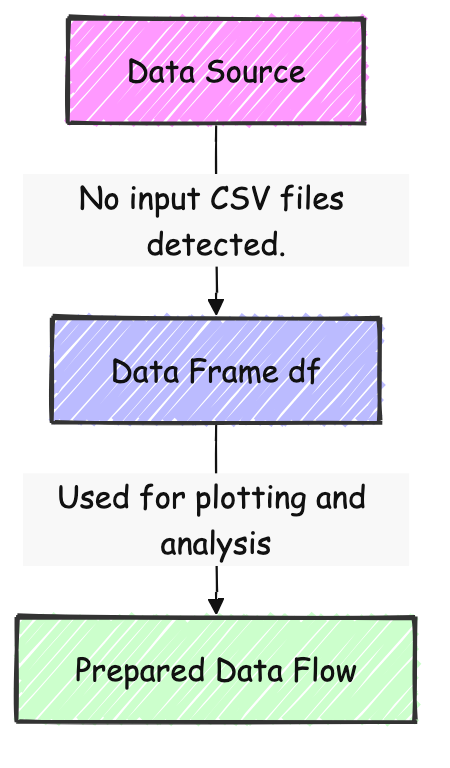 Data Source
No input CSV files
detected.
Data Frame df
Used for plotting and
analysis
Prepared Data Flow